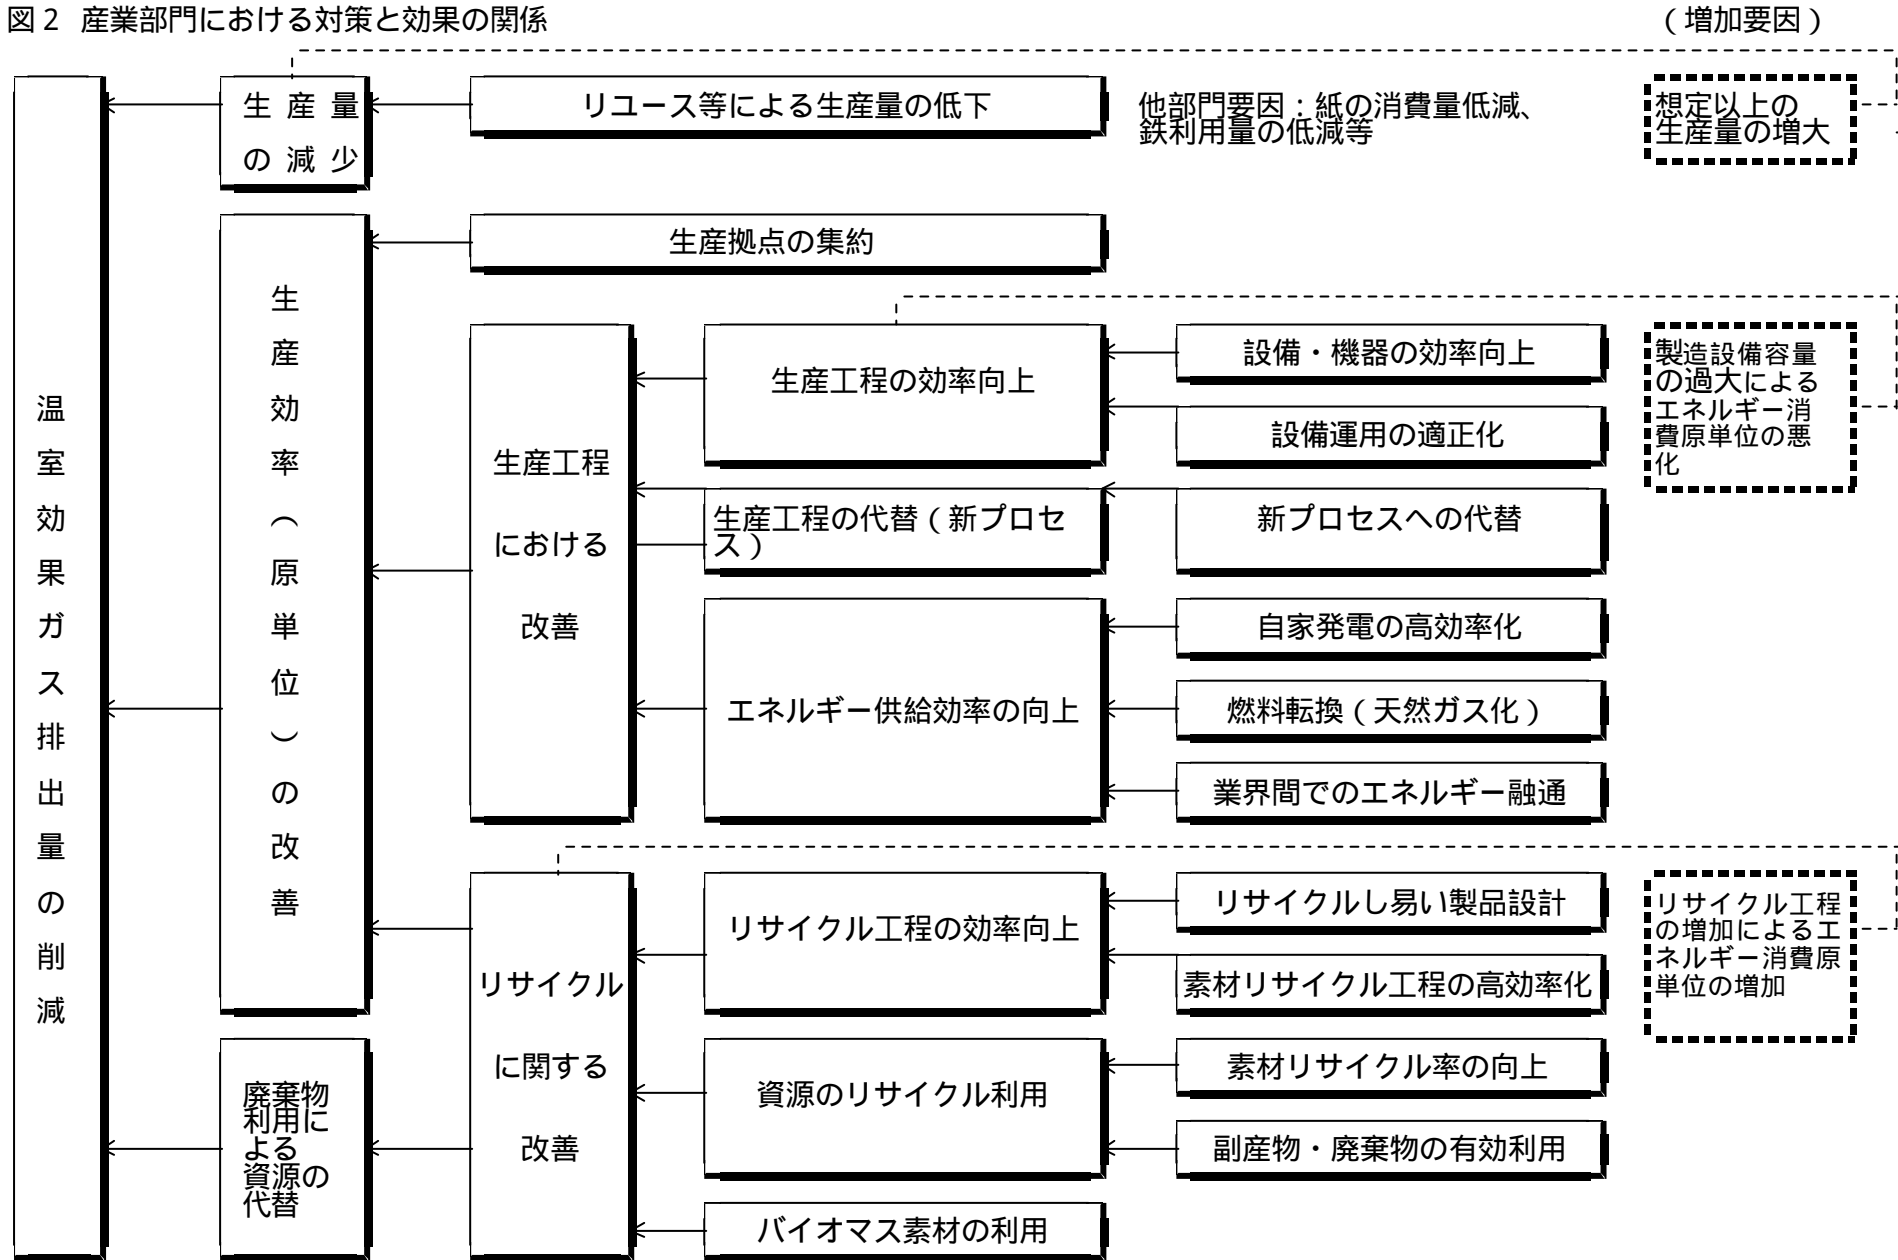 図2 産業部門における対策と効果の関係
(増加要因)
温室効果ガス排出量の削減
生産量
の減少
リユース等による生産量の低下
他部門要因:紙の消費量低減、
鉄利用量の低減等
想定以上の
生産量の増大
生産効率(原単位)の改善
生産拠点の集約
生産工程
における
改善
生産工程の効率向上
設備・機器の効率向上
設備運用の適正化
製造設備容量
の過大による
エネルギー消
費原単位の悪
化
生産工程の代替(新プロセ
ス)
新プロセスへの代替
エネルギー供給効率の向上
自家発電の高効率化
燃料転換(天然ガス化)
業界間でのエネルギー融通
リサイクル
に関する
改善
リサイクル工程の効率向上
リサイクルし易い製品設計
素材リサイクル工程の高効率化
リサイクル工程
の増加によるエ
ネルギー消費原
単位の増加
廃棄物
利用に
よる
資源の
代替
資源のリサイクル利用
素材リサイクル率の向上
副産物・廃棄物の有効利用
バイオマス素材の利用